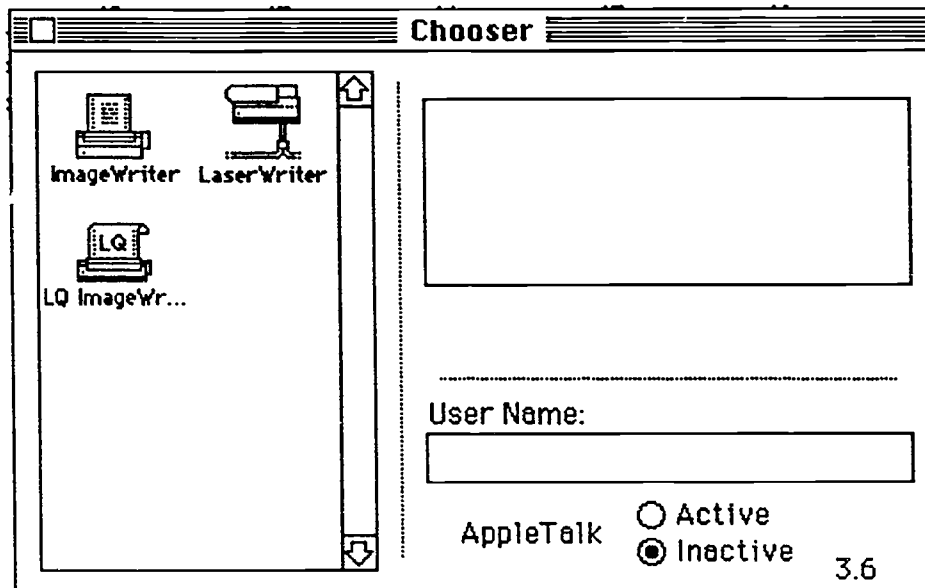 Chooser
ImageWriter LaserWriter
LQ
LQ ImageWr...
User Name:
AppleTalk
Active
Inactive
3.6